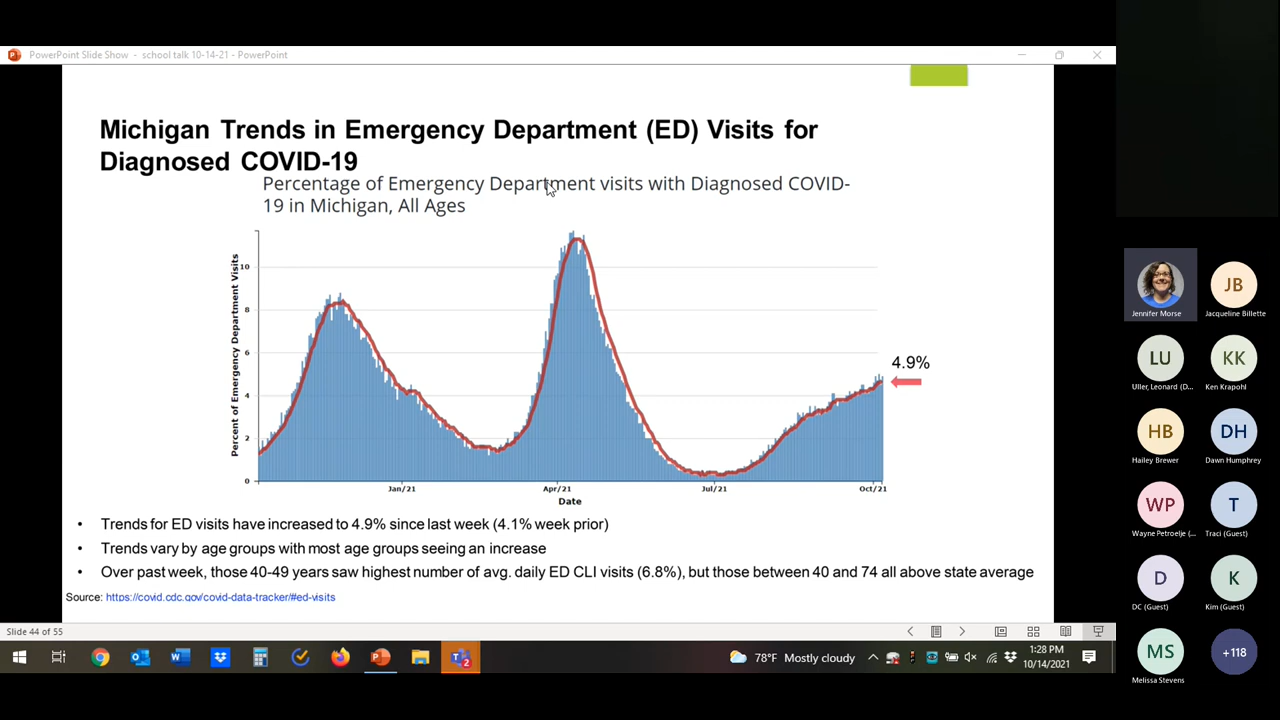 PowerPoint Slide Show - school talk 10-14-21 - PowerPoint
Michigan Trends in Emergency Department (ED) Visits for
Diagnosed COVID-19
Percentage of Emergency Department visits with Diagnosed COVID-
19 in Michigan, All Ages
Percent of Emergency Department Visits
10
8
6
4
2
0
Jan/21
Apr/21
Jul/21
Oct/21
Date
4.9%
• Trends for ED visits have increased to 4.9% since last week (4.1% week prior)
• Trends vary by age groups with most age groups seeing an increase
• Over past week, those 40-49 years saw highest number of avg. daily ED CLI visits (6.8%), but those between 40 and 74 all above state average
Source: https://covid.cdc.gov/covid-data-tracker/#ed-visits
Slide 44 of 55
2
78°F Mostly cloudy
1:28 PM
10/14/2021
Jennifer Morse
JB
Jacqueline Billette
LU
Uller, Leonard (D...
KK
Ken Krapohl
HB
Hailey Brewer
DH
Dawn Humphrey
WP
Wayne Petroelje (...
T
Traci (Guest)
D
DC (Guest)
K
Kim (Guest)
MS
Melissa Stevens
+118